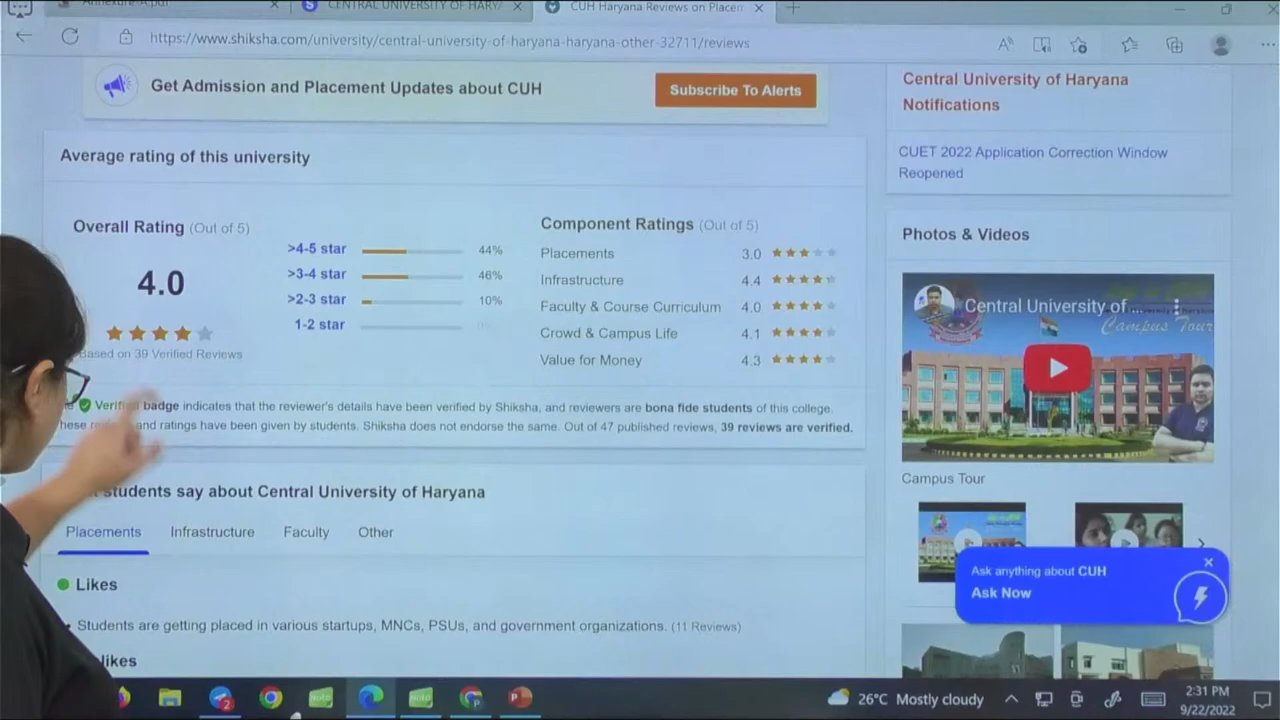 Annexure-A.pdf
CENTRAL UNIVERSITY OF HARY
CUH Haryana Reviews on Placem
https://www.shiksha.com/university/central-university-of-haryana-haryana-other-32711/reviews
Get Admission and Placement Updates about CUH
Subscribe To Alerts
Average rating of this university
Overall Rating (Out of 5)
4.0
Based on 39 Verified Reviews
>4-5 star 44%
>3-4 star 46%
>2-3 star 10%
1-2 star 0%
Component Ratings (Out of 5)
Placements 3.0
Infrastructure 4.4
Faculty & Course Curriculum 4.0
Crowd & Campus Life 4.1
Value for Money 4.3
Verified badge indicates that the reviewer's details have been verified by Shiksha, and reviewers are bona fide students of this college.
and ratings have been given by students. Shiksha does not endorse the same. Out of 47 published reviews, 39 reviews are verified.
students say about Central University of Haryana
Placements Infrastructure Faculty Other
Likes
Students are getting placed in various startups, MNCs, PSUs, and government organizations. (11 Reviews)
likes
Central University of Haryana
Notifications
CUET 2022 Application Correction Window
Reopened
Photos & Videos
Central University of ...
Campus Tour
Campus Tour
Ask anything about CUH
Ask Now
2
26°C Mostly cloudy
2:31 PM
9/22/2022